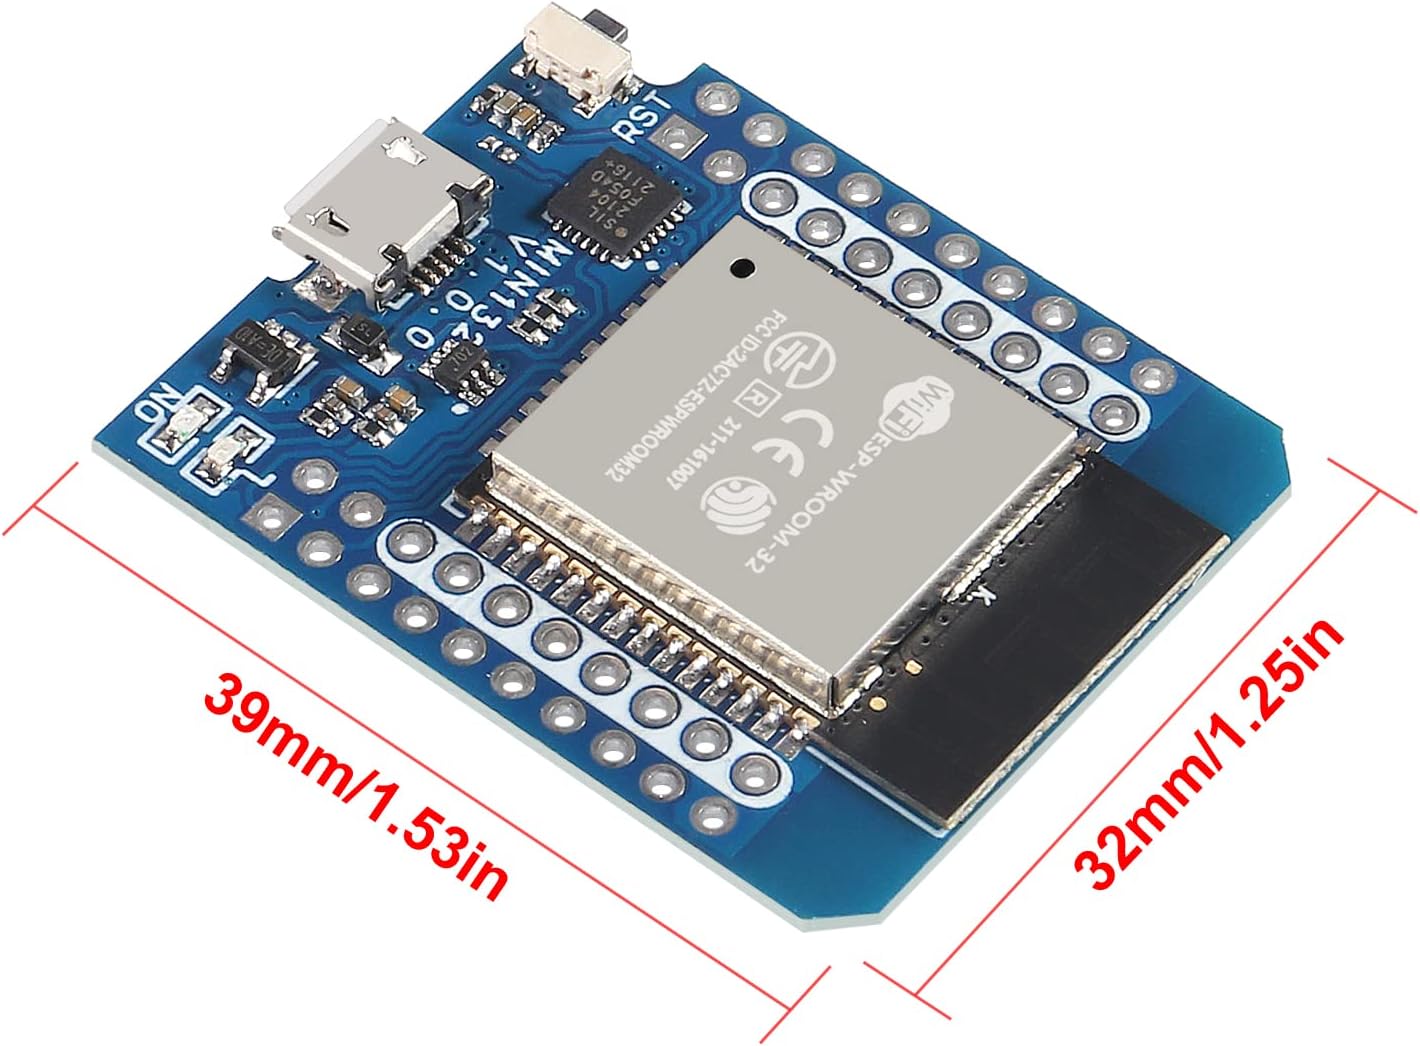 RST
SIL
2104
F054D
2116+
MINI32
V1.0.0
ON
L
WiFi
ESP-WROOM-32
CE
R 211-161007
FCC ID:2AC7Z-ESPWROOM32
39mm/1.53in
32mm/1.25in